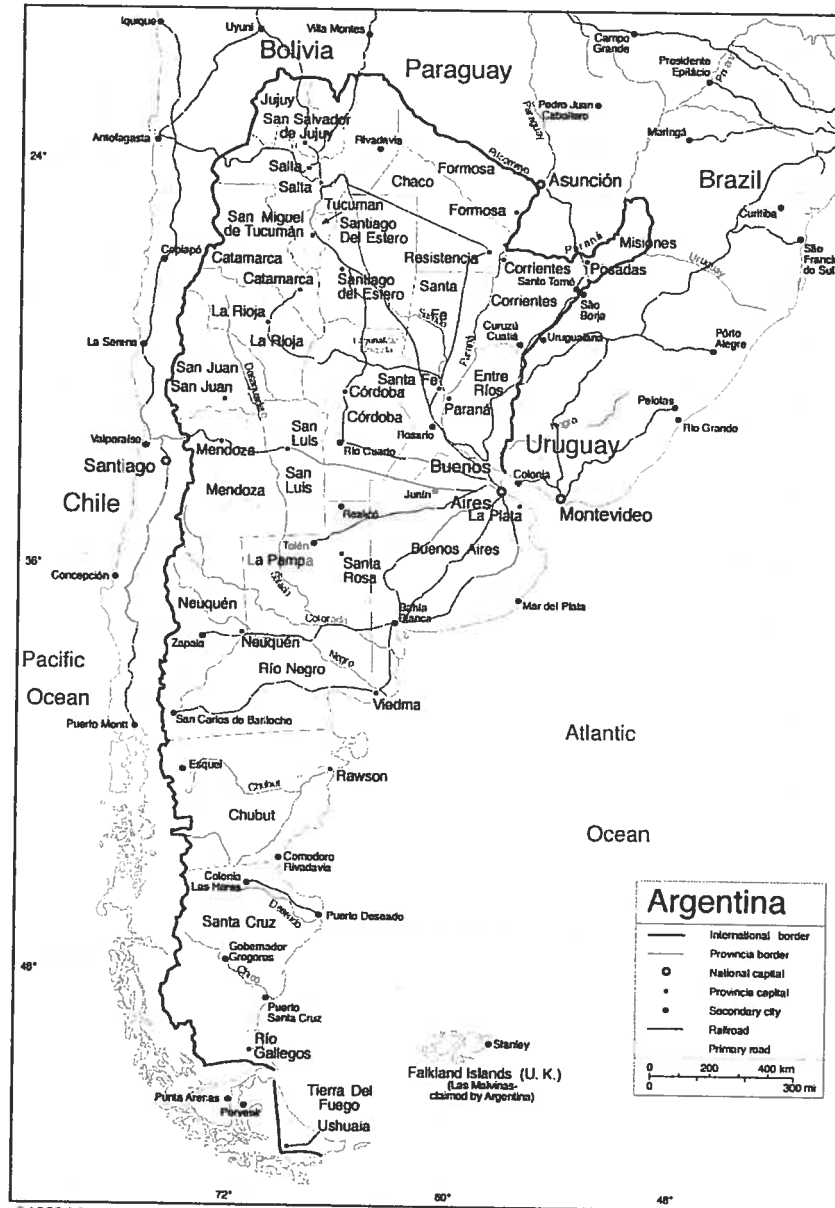 Iquique
Uyuni
Villa Montes
Bolivia
Paraguay
Campo
Grande
Presidente
Epitácio
Jujuy
San Salvador
de Jujuy
Rivadavia
Pedro Juan
Caballero
Paraguay
Antofagasta
Maringá
24°
Salta
Salta
Chaco
Formosa
Pilcomayo
Asunción
Brazil
Tucuman
San Miguel
de Tucumán
Santiago
Del Estero
Formosa
Curitiba
São
Francis
do Sul
Copiapó
Catamarca
Resistencia
Paraná
Misiones
Corrientes
Posadas
Uruguay
Santo Tomé
Catamarca
Santiago
del Estero
Santa
Fe
Corrientes
São
Borja
La Rioja
La Rioja
Salado
Paraná
Curuzú
Cuatiá
Uruguaiana
La Serena
Pôrto
Alegre
San Juan
San Juan
Desaguadero
Santa
Fe
Entre
Ríos
Córdoba
Córdoba
Paraná
Pelotas
Rio Grande
Negro
San
Luis
Rosario
Valparaíso
Mendoza
Río Cuarto
Uruguay
Santiago
San
Luis
Buenos
Aires
Colonia
Chile
Mendoza
Junín
Realicó
La Plata
Montevideo
Telén
Buenos Aires
La Pampa
Santa
Rosa
36°
Concepción
Neuquén
Colorado
Bahía
Blanca
Mar del Plata
Zapala
Neuquén
Pacific
Ocean
Río Negro
Negro
Viedma
San Carlos de Bariloche
Puerto Montt
Atlantic
Ocean
Esquel
Chubut
Rawson
Chubut
Comodoro
Rivadavia
Colonia
Las Heras
Deseado
Santa Cruz
Puerto Deseado
Gobernador
Gregores
Chico
48°
Puerto
Santa Cruz
Río
Gallegos
Stanley
Falkland Islands (U. K.)
(Las Malvinas-
claimed by Argentina)
Punta Arenas
Porvenir
Tierra Del
Fuego
Ushuaia
Argentina
International border
Provincia border
National capital
Provincia capital
Secondary city
Railroad
Primary road
0 200 400 km
0 300 mi
72°
60°
48°